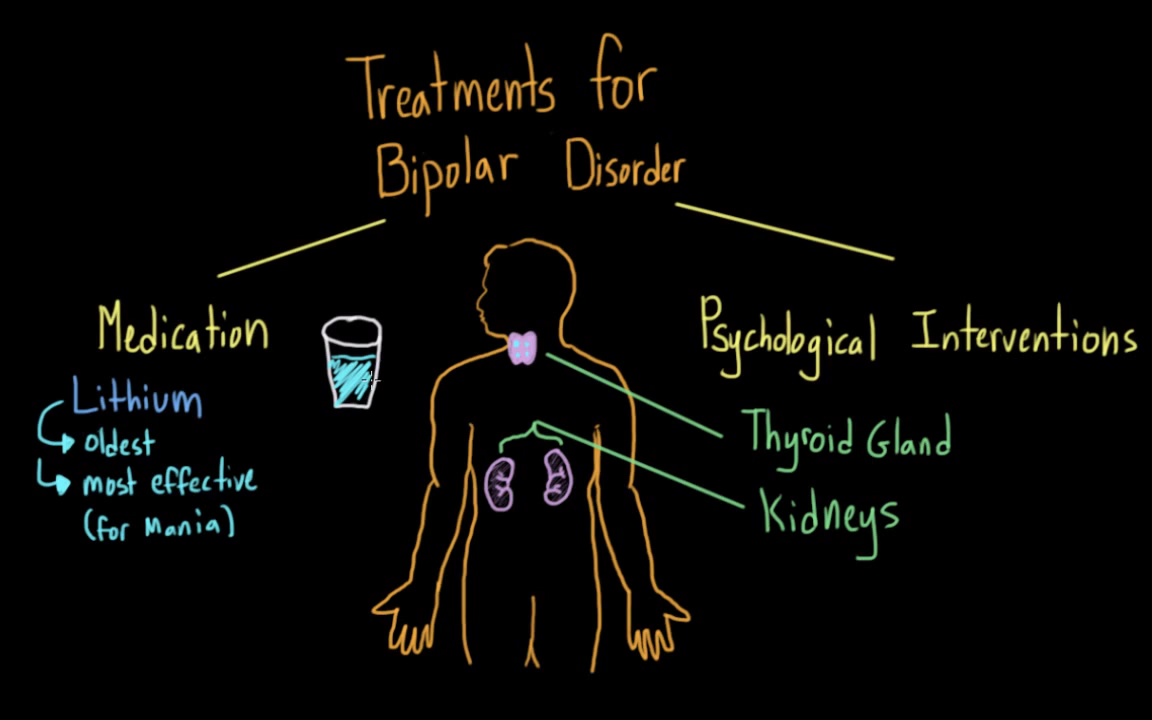 Treatments for
Bipolar Disorder
Medication
Psychological Interventions
Lithium
oldest
most effective
(for mania)
Thyroid Gland
Kidneys